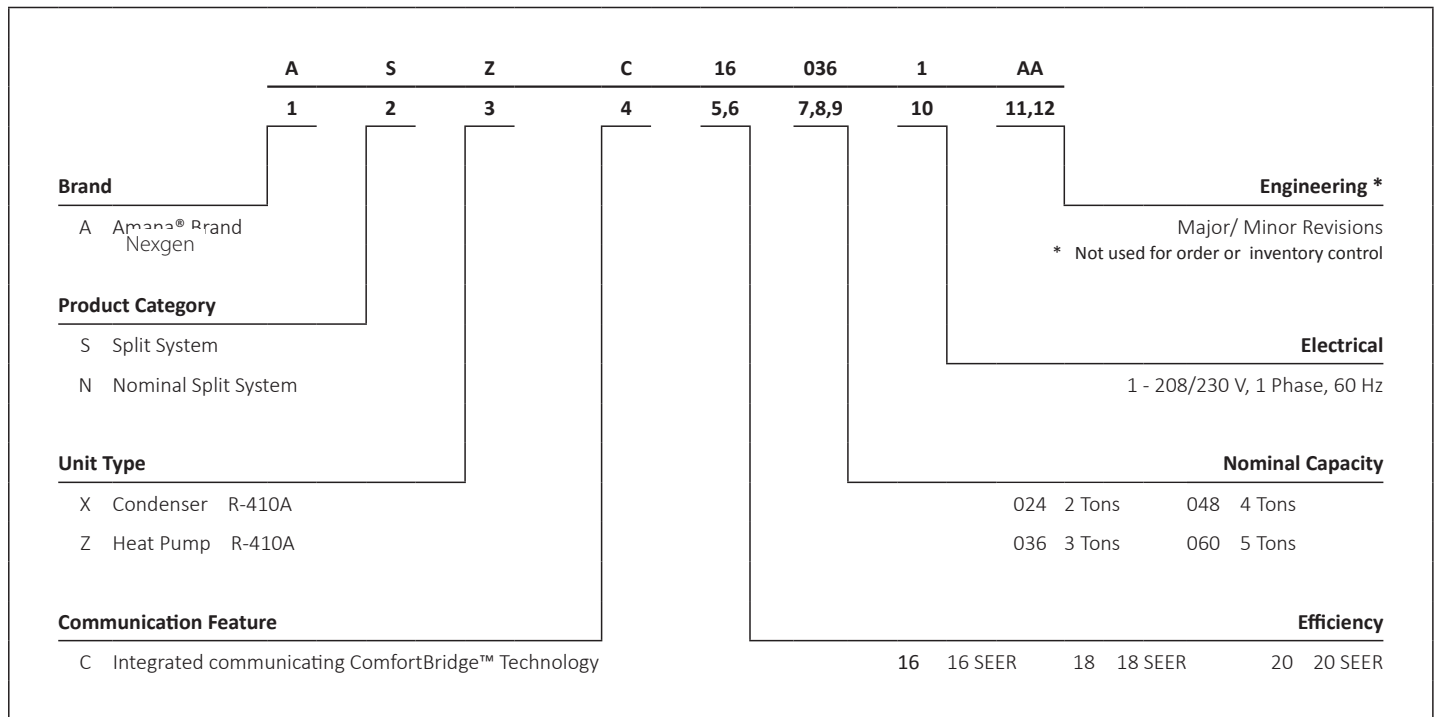 A S Z C 16 036 1 AA
1 2 3 4 5,6 7,8,9 10 11,12
Brand
A Amana® Brand
Nexgen
Product Category
S Split System
N Nominal Split System
Unit Type
X Condenser R-410A
Z Heat Pump R-410A
Communication Feature
C Integrated communicating ComfortBridge™ Technology
Engineering *
Major/ Minor Revisions
* Not used for order or inventory control
Electrical
1 - 208/230 V, 1 Phase, 60 Hz
Nominal Capacity
024 2 Tons 048 4 Tons
036 3 Tons 060 5 Tons
Efficiency
16 16 SEER 18 18 SEER 20 20 SEER